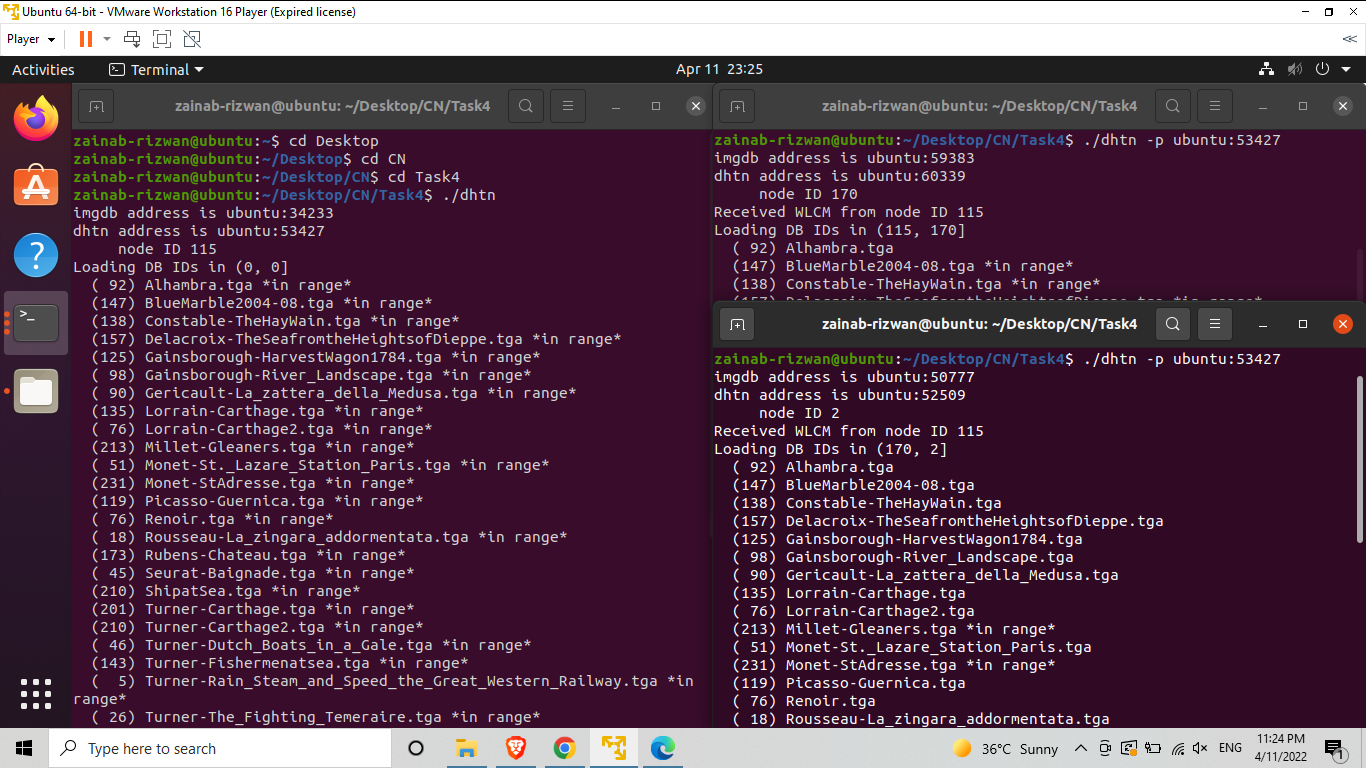 Ubuntu 64-bit - VMware Workstation 16 Player (Expired license)
Player
Activities
Terminal
Apr 11 23:25
zainab-rizwan@ubuntu: ~/Desktop/CN/Task4
zainab-rizwan@ubuntu:~$ cd Desktop
zainab-rizwan@ubuntu:~/Desktop$ cd CN
zainab-rizwan@ubuntu:~/Desktop/CN$ cd Task4
zainab-rizwan@ubuntu:~/Desktop/CN/Task4$ ./dhtn
imgdb address is ubuntu:34233
dhtn address is ubuntu:53427
node ID 115
Loading DB IDs in (0, 0]
( 92) Alhambra.tga *in range*
(147) BlueMarble2004-08.tga *in range*
(138) Constable-TheHayWain.tga *in range*
(157) Delacroix-TheSeafromtheHeightsofDieppe.tga *in range*
(125) Gainsborough-HarvestWagon1784.tga *in range*
( 98) Gainsborough-River_Landscape.tga *in range*
( 90) Gericault-La_zattera_della_Medusa.tga *in range*
(135) Lorrain-Carthage.tga *in range*
( 76) Lorrain-Carthage2.tga *in range*
(213) Millet-Gleaners.tga *in range*
( 51) Monet-St._Lazare_Station_Paris.tga *in range*
(231) Monet-StAdresse.tga *in range*
(119) Picasso-Guernica.tga *in range*
( 76) Renoir.tga *in range*
( 18) Rousseau-La_zingara_addormentata.tga *in range*
(173) Rubens-Chateau.tga *in range*
( 45) Seurat-Baignade.tga *in range*
(210) ShipatSea.tga *in range*
(201) Turner-Carthage.tga *in range*
(210) Turner-Carthage2.tga *in range*
( 46) Turner-Dutch_Boats_in_a_Gale.tga *in range*
(143) Turner-Fishermenatsea.tga *in range*
(  5) Turner-Rain_Steam_and_Speed_the_Great_Western_Railway.tga *in
range*
( 26) Turner-The_Fighting_Temeraire.tga *in range*
zainab-rizwan@ubuntu: ~/Desktop/CN/Task4
zainab-rizwan@ubuntu:~/Desktop/CN/Task4$ ./dhtn -p ubuntu:53427
imgdb address is ubuntu:59383
dhtn address is ubuntu:60339
node ID 170
Received WLCM from node ID 115
Loading DB IDs in (115, 170]
( 92) Alhambra.tga
(147) BlueMarble2004-08.tga *in range*
(138) Constable-TheHayWain.tga *in range*
(157) Delacroix-TheSeafromtheHeightsofDieppe.tga *in range*
zainab-rizwan@ubuntu: ~/Desktop/CN/Task4
zainab-rizwan@ubuntu:~/Desktop/CN/Task4$ ./dhtn -p ubuntu:53427
imgdb address is ubuntu:50777
dhtn address is ubuntu:52509
node ID 2
Received WLCM from node ID 115
Loading DB IDs in (170, 2]
( 92) Alhambra.tga
(147) BlueMarble2004-08.tga
(138) Constable-TheHayWain.tga
(157) Delacroix-TheSeafromtheHeightsofDieppe.tga
(125) Gainsborough-HarvestWagon1784.tga
( 98) Gainsborough-River_Landscape.tga
( 90) Gericault-La_zattera_della_Medusa.tga
(135) Lorrain-Carthage.tga
( 76) Lorrain-Carthage2.tga
(213) Millet-Gleaners.tga *in range*
( 51) Monet-St._Lazare_Station_Paris.tga
(231) Monet-StAdresse.tga *in range*
(119) Picasso-Guernica.tga
( 76) Renoir.tga
( 18) Rousseau-La_zingara_addormentata.tga
Type here to search
36°C Sunny
ENG
11:24 PM
4/11/2022
1